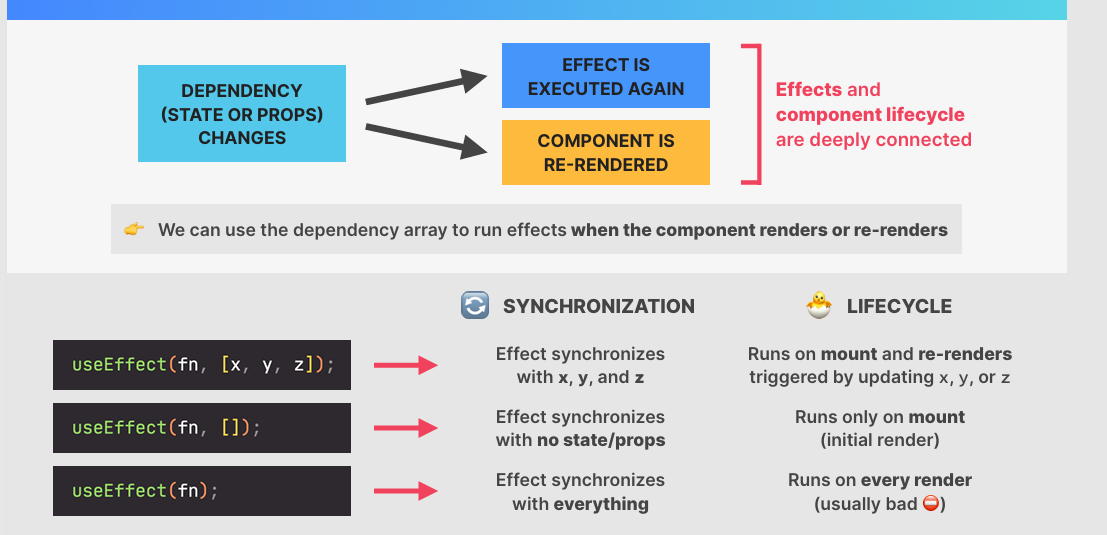 DEPENDENCY
(STATE OR PROPS)
CHANGES
EFFECT IS
EXECUTED AGAIN
COMPONENT IS
RE-RENDERED
Effects and
component lifecycle
are deeply connected
👉 We can use the dependency array to run effects when the component renders or re-renders
🔄 SYNCHRONIZATION
🐣 LIFECYCLE
useEffect(fn, [x, y, z]);
Effect synchronizes
with x, y, and z
Runs on mount and re-renders
triggered by updating x, y, or z
useEffect(fn, []);
Effect synchronizes
with no state/props
Runs only on mount
(initial render)
useEffect(fn);
Effect synchronizes
with everything
Runs on every render
(usually bad ⛔)